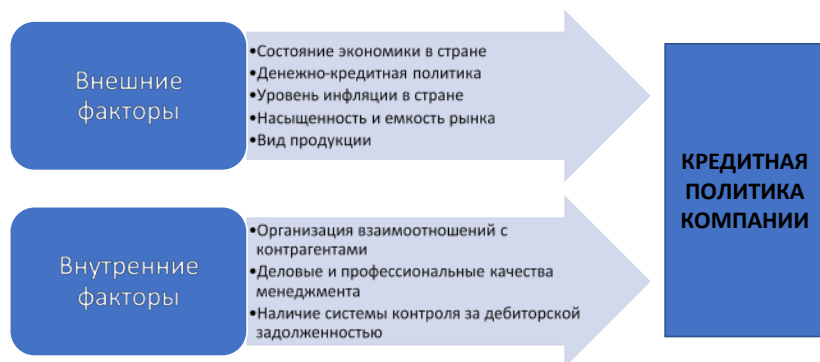 Внешние
факторы
•Состояние экономики в стране
•Денежно-кредитная политика
•Уровень инфляции в стране
•Насыщенность и емкость рынка
•Вид продукции
Внутренние
факторы
•Организация взаимоотношений с
контрагентами
•Деловые и профессиональные качества
менеджмента
•Наличие системы контроля за дебиторской
задолженностью
КРЕДИТНАЯ
ПОЛИТИКА
КОМПАНИИ